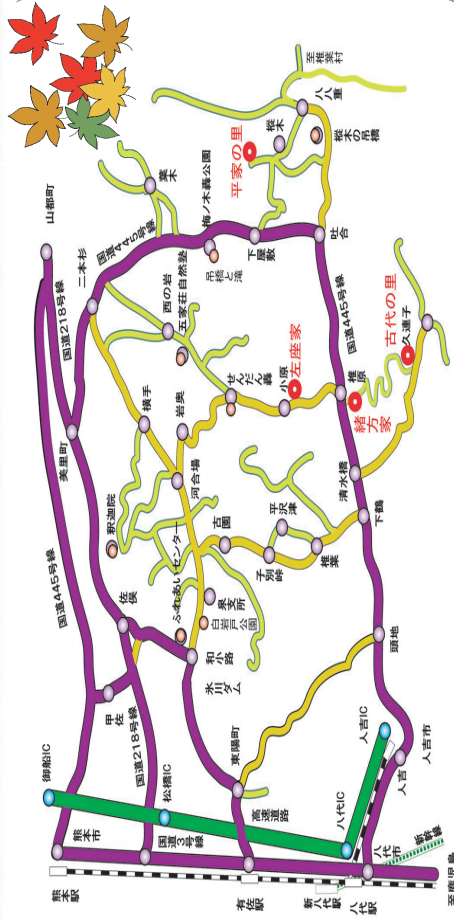 至椎葉村
八八重
樅木
樅木の吊橋
平家の里
葉木
梅ノ木轟公園
吊橋と滝
下屋敷
吐合
山都町
国道445号線
二本杉
国道218号線
西の岩
五家荘自然塾
せんだん轟
小原
左座家
国道445号線
椎原
緒方家
古代の里
久連子
美里町
横手
岩奥
河合場
釈迦院
清水橋
下鶴
国道445号線
佐俣
ふれあいセンター
古園
平沢津
子別峠
椎葉
泉支所
白岩戸公園
和小路
氷川ダム
頭地
甲佐
国道218号線
東陽町
御船IC
松橋IC
高速道路
八代IC
人吉IC
人吉
人吉市
熊本市
国道3号線
八代市
新幹線
熊本駅
有佐駅
新八代駅
八代駅
至鹿児島